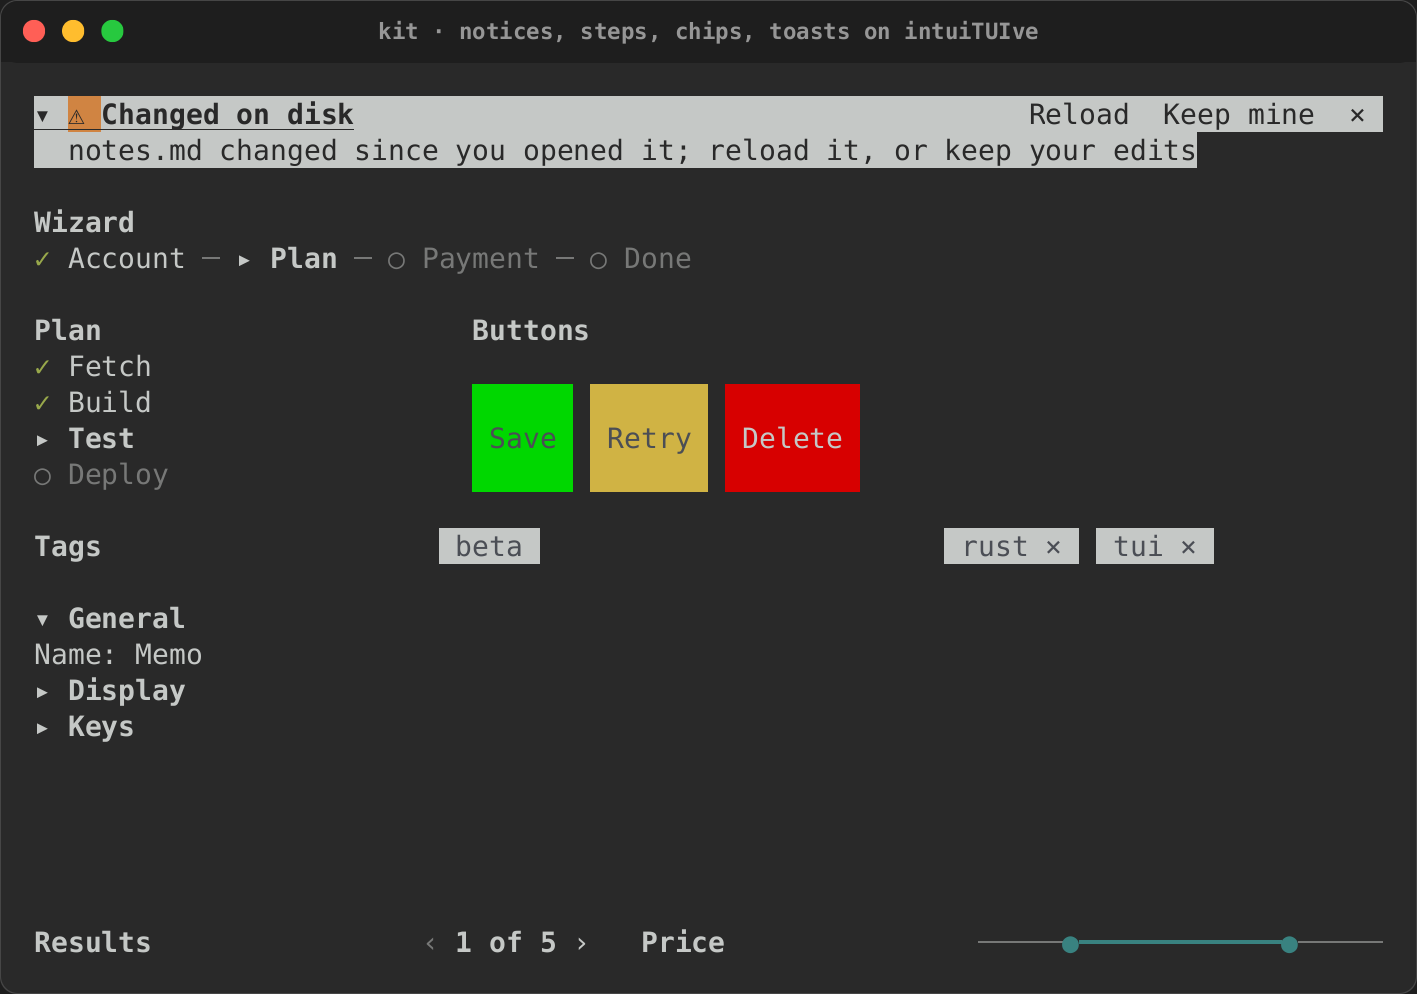 kit · notices, steps, chips, toasts on intuiTUIve
▾ ⚠ Changed on disk Reload Keep mine ×
notes.md changed since you opened it; reload it, or keep your edits
Wizard
✓ Account — ▸ Plan — ○ Payment — ○ Done
Plan Buttons
✓ Fetch
✓ Build
▸ Test
Save Retry Delete
○ Deploy
Tags beta rust × tui ×
▾ General
Name: Memo
▸ Display
▸ Keys
Results ‹ 1 of 5 › Price